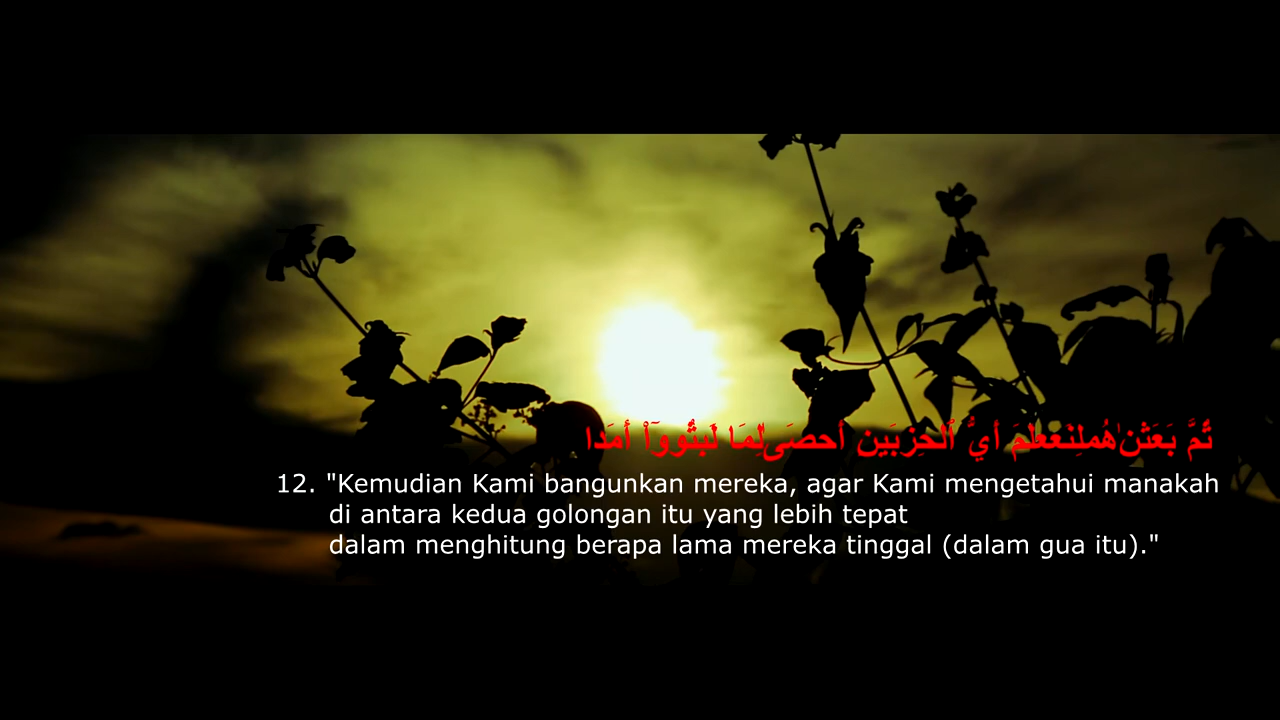 ثُمَّ بَعَثۡنَٰهُملِنَعۡلَمَ أَيُّ ٱلۡحِزۡبَيۡنِ أَحۡصَىٰلِمَا لَبِثُوٓاْ أَمَدٗا
12. "Kemudian Kami bangunkan mereka, agar Kami mengetahui manakah
di antara kedua golongan itu yang lebih tepat
dalam menghitung berapa lama mereka tinggal (dalam gua itu)."